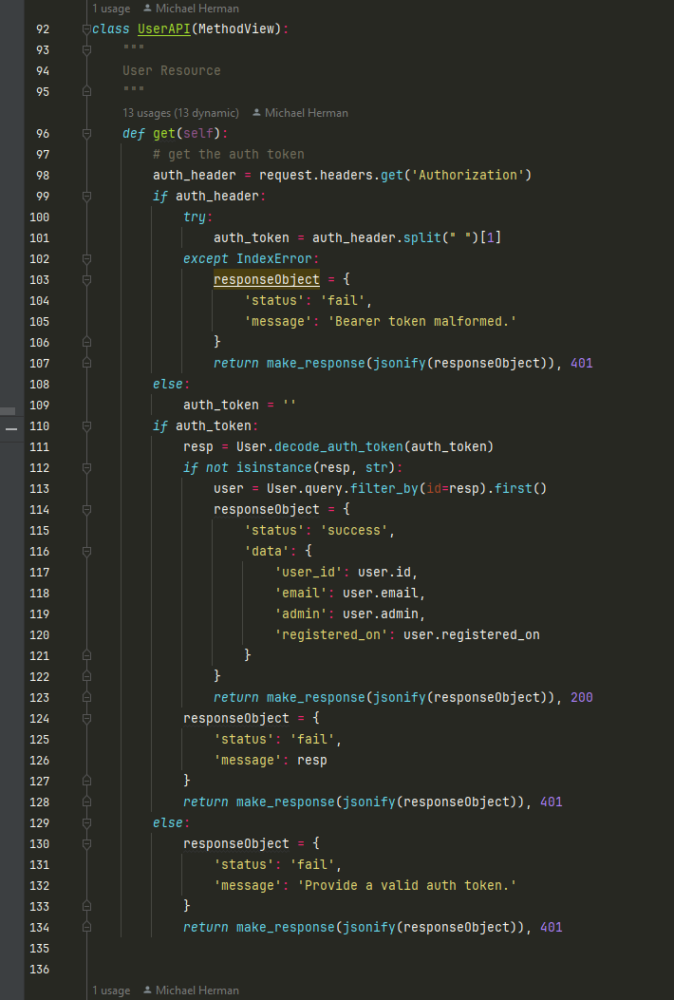 1 usage Michael Herman
92 class UserAPI(MethodView):
93 """
94 User Resource
95 """
13 usages (13 dynamic) Michael Herman
96 def get(self):
97 # get the auth token
98 auth_header = request.headers.get('Authorization')
99 if auth_header:
100 try:
101 auth_token = auth_header.split(" ")[1]
102 except IndexError:
103 responseObject = {
104 'status': 'fail',
105 'message': 'Bearer token malformed.'
106 }
107 return make_response(jsonify(responseObject)), 401
108 else:
109 auth_token = ''
110 if auth_token:
111 resp = User.decode_auth_token(auth_token)
112 if not isinstance(resp, str):
113 user = User.query.filter_by(id=resp).first()
114 responseObject = {
115 'status': 'success',
116 'data': {
117 'user_id': user.id,
118 'email': user.email,
119 'admin': user.admin,
120 'registered_on': user.registered_on
121 }
122 }
123 return make_response(jsonify(responseObject)), 200
124 responseObject = {
125 'status': 'fail',
126 'message': resp
127 }
128 return make_response(jsonify(responseObject)), 401
129 else:
130 responseObject = {
131 'status': 'fail',
132 'message': 'Provide a valid auth token.'
133 }
134 return make_response(jsonify(responseObject)), 401
135
136
1 usage Michael Herman